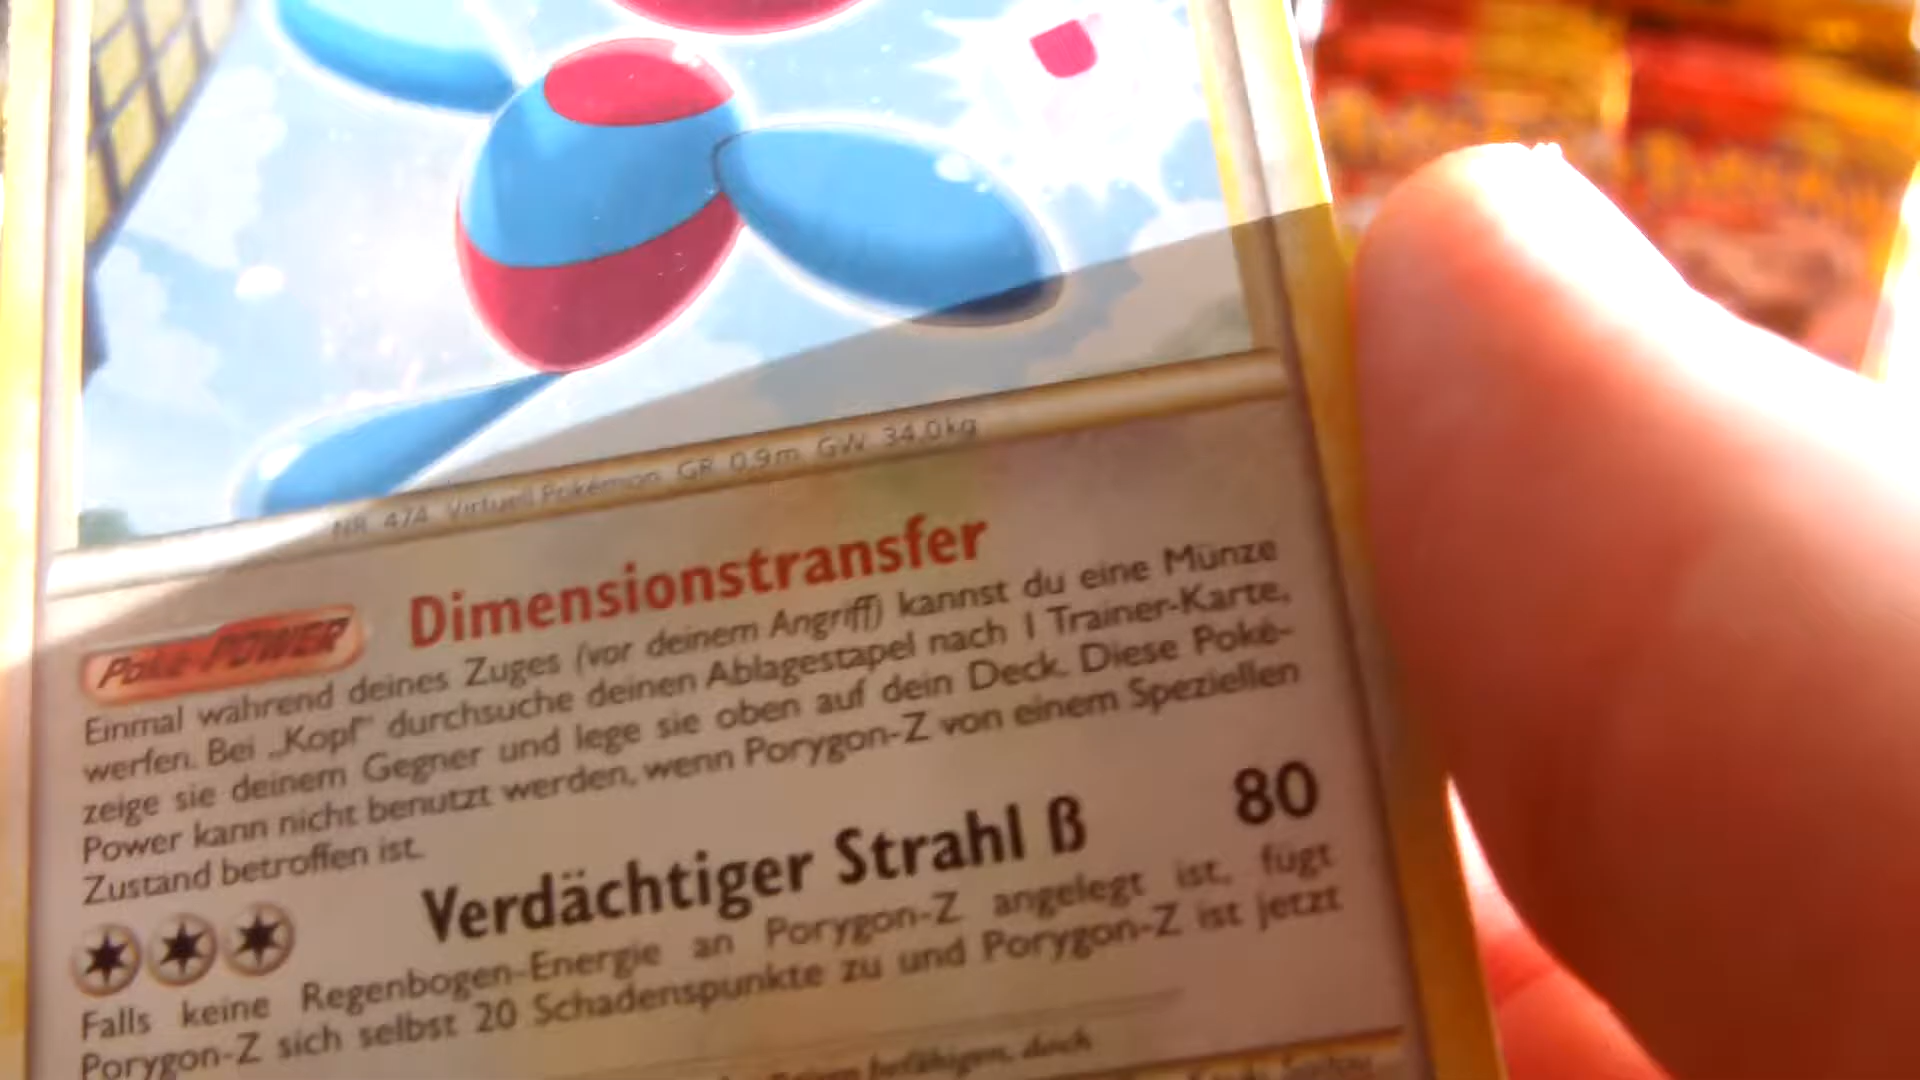 NR. 474 Virtuell Pokémon GR. 0.9m GW. 34.0kg
Poké-POWER Dimensionstransfer
Einmal während deines Zuges (vor deinem Angriff) kannst du eine Münze
werfen. Bei „Kopf“ durchsuche deinen Ablagestapel nach 1 Trainer-Karte,
zeige sie deinem Gegner und lege sie oben auf dein Deck. Diese Poké-
Power kann nicht benutzt werden, wenn Porygon-Z von einem Speziellen
Zustand betroffen ist.
Verdächtiger Strahl β 80
Falls keine Regenbogen-Energie an Porygon-Z angelegt ist, fügt
Porygon-Z sich selbst 20 Schadenspunkte zu und Porygon-Z ist jetzt
befähigen, doch